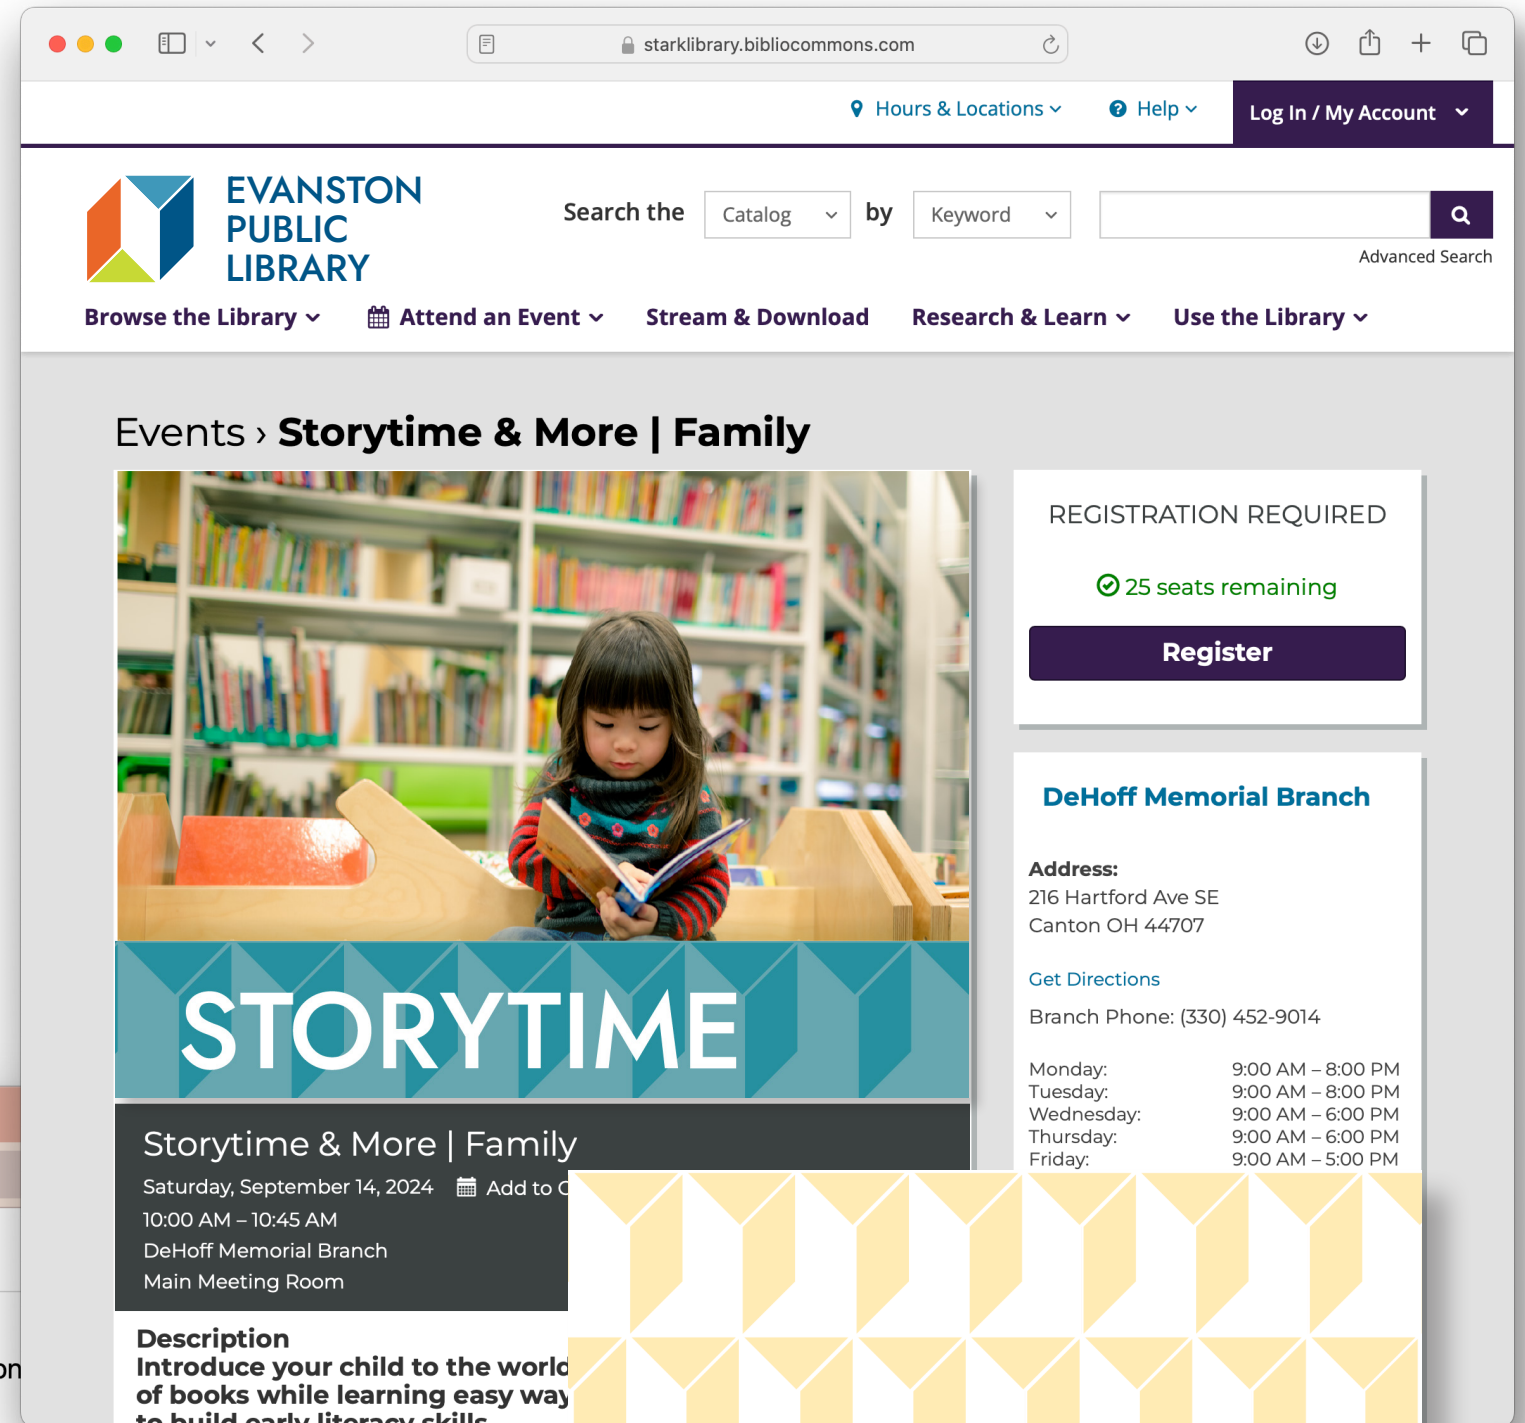 starklibrary.bibliocommons.com
Hours & Locations
Help
Log In / My Account
EVANSTON
PUBLIC
LIBRARY
Search the
Catalog
by
Keyword
Advanced Search
Browse the Library
Attend an Event
Stream & Download
Research & Learn
Use the Library
Events › Storytime & More | Family
STORYTIME
Storytime & More | Family
Saturday, September 14, 2024
Add to
10:00 AM – 10:45 AM
DeHoff Memorial Branch
Main Meeting Room
Description
Introduce your child to the world
of books while learning easy way
to build early literacy skills
REGISTRATION REQUIRED
25 seats remaining
Register
DeHoff Memorial Branch
Address:
216 Hartford Ave SE
Canton OH 44707
Get Directions
Branch Phone: (330) 452-9014
Monday: 9:00 AM – 8:00 PM
Tuesday: 9:00 AM – 8:00 PM
Wednesday: 9:00 AM – 6:00 PM
Thursday: 9:00 AM – 6:00 PM
Friday: 9:00 AM – 5:00 PM